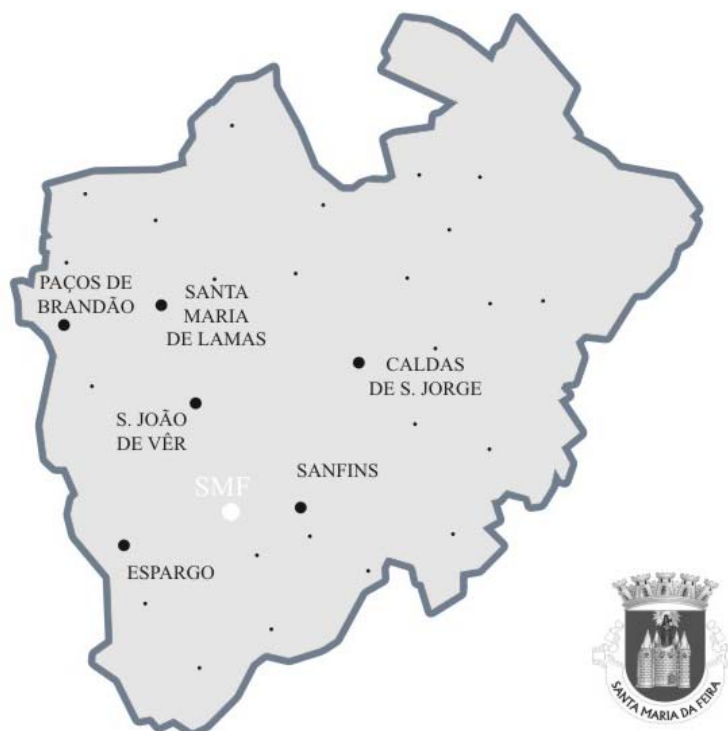 PAÇOS DE
BRANDÃO
SANTA
MARIA
DE LAMAS
CALDAS
DE S. JORGE
S. JOÃO
DE VÊR
SMF
SANFINS
ESPARGO
SANTA MARIA DA FEIRA